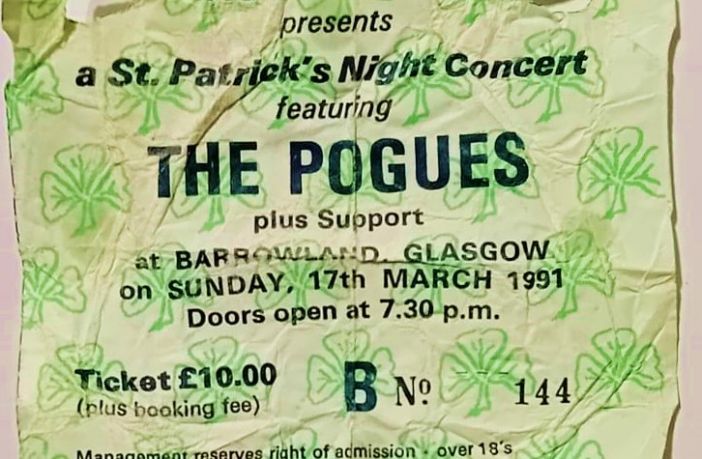 presents
a St. Patrick's Night Concert
featuring
THE POGUES
plus Support
at BARROWLAND, GLASGOW
on SUNDAY, 17th MARCH 1991
Doors open at 7.30 p.m.
Ticket £10.00
(plus booking fee)
B Nº 144
Management reserves right of admission - over 18's